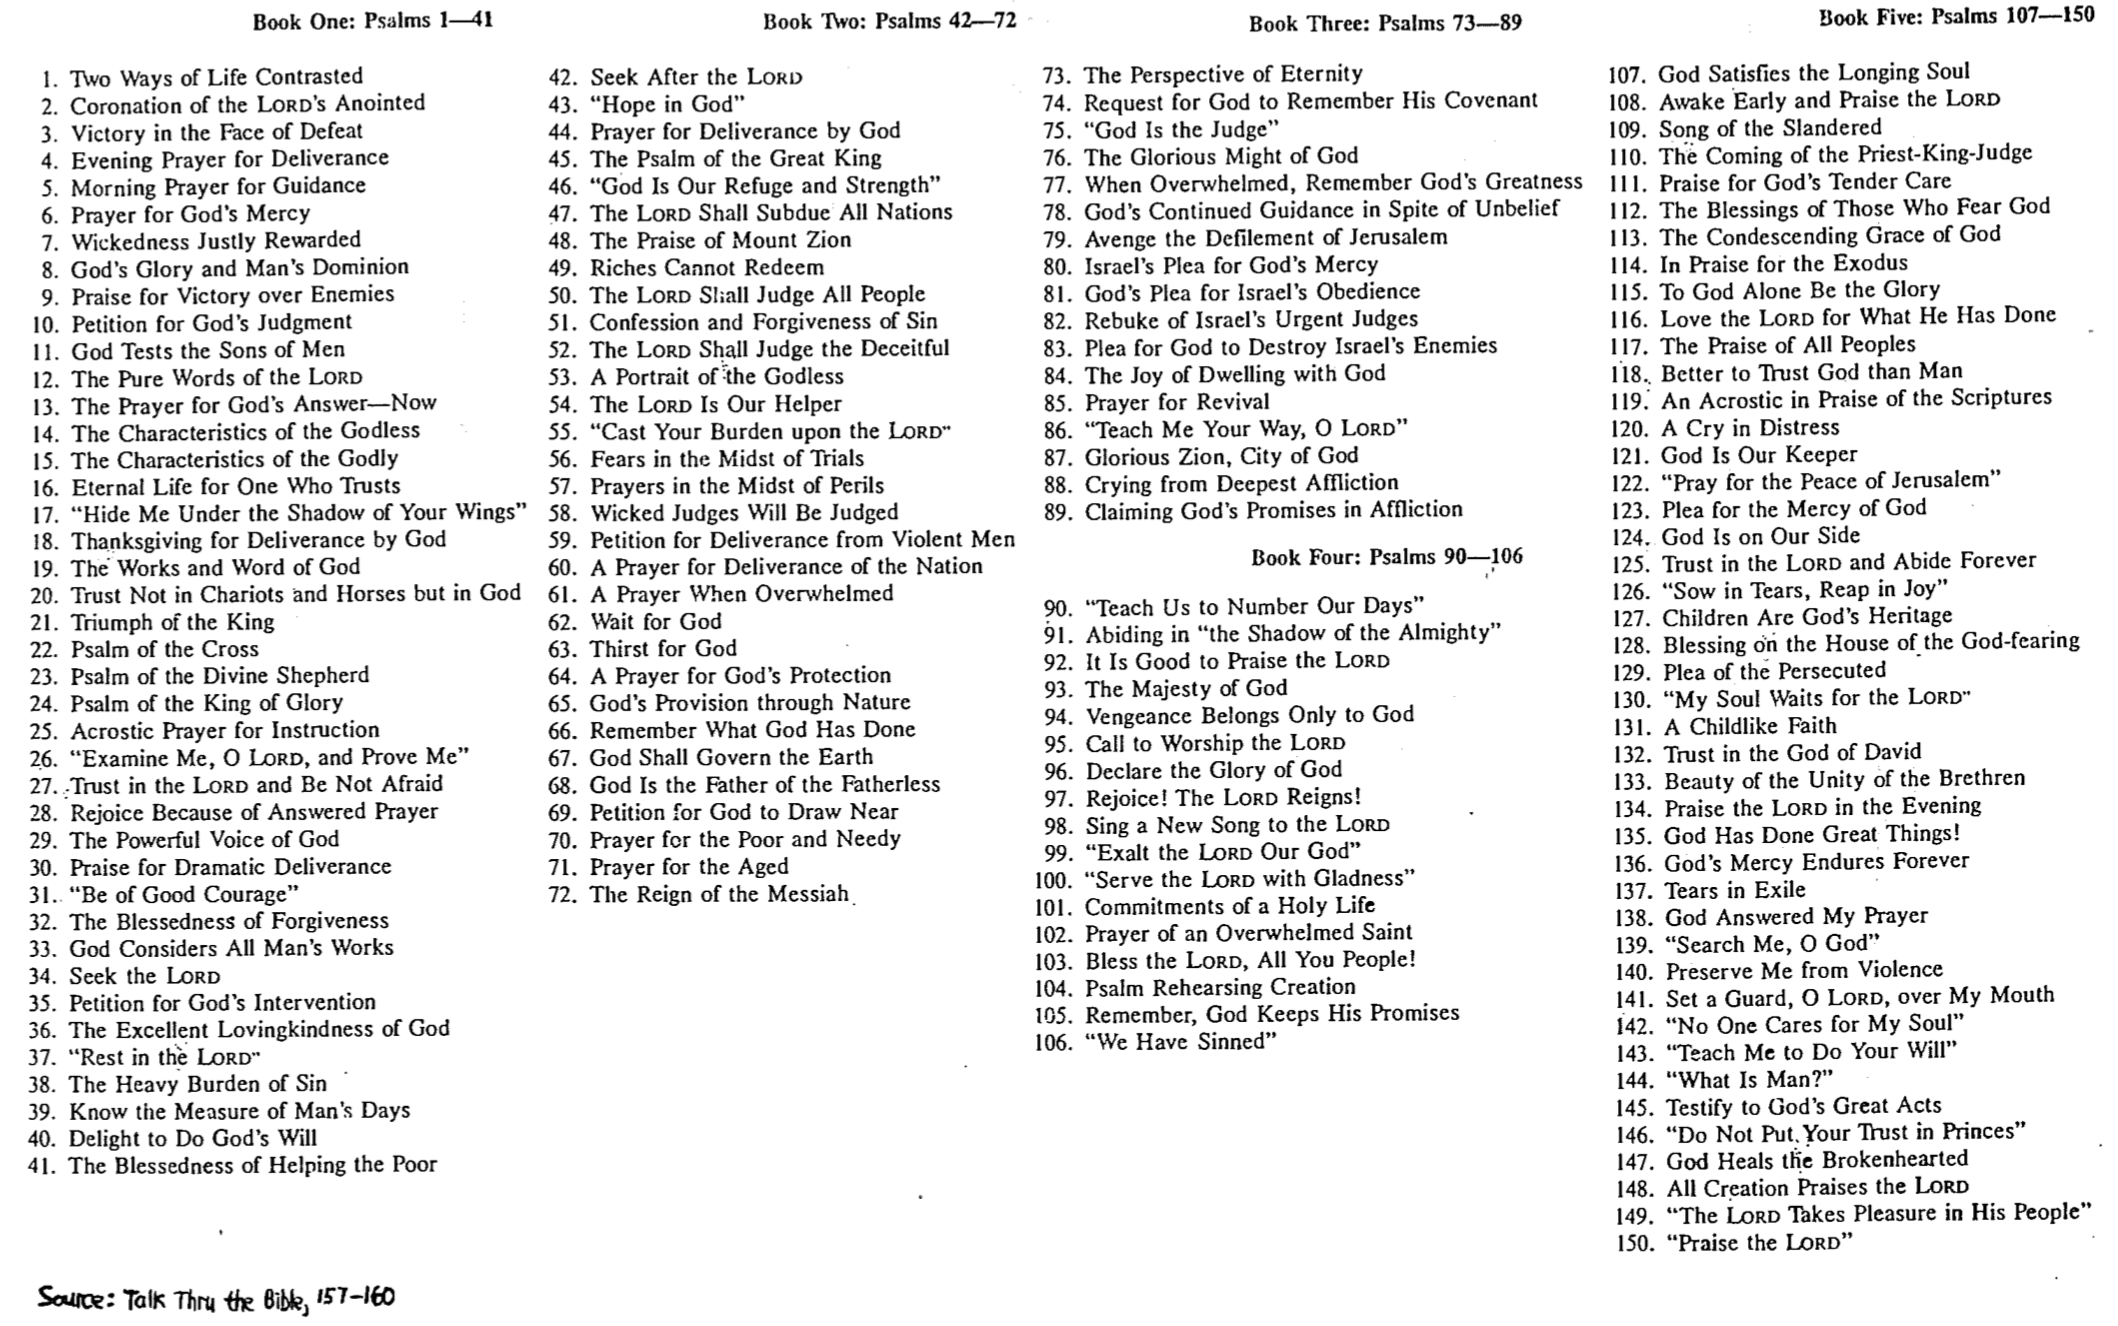 Book One: Psalms 1—41
1. Two Ways of Life Contrasted
2. Coronation of the LORD's Anointed
3. Victory in the Face of Defeat
4. Evening Prayer for Deliverance
5. Morning Prayer for Guidance
6. Prayer for God's Mercy
7. Wickedness Justly Rewarded
8. God's Glory and Man's Dominion
9. Praise for Victory over Enemies
10. Petition for God's Judgment
11. God Tests the Sons of Men
12. The Pure Words of the LORD
13. The Prayer for God's Answer—Now
14. The Characteristics of the Godless
15. The Characteristics of the Godly
16. Eternal Life for One Who Trusts
17. “Hide Me Under the Shadow of Your Wings”
18. Thanksgiving for Deliverance by God
19. The Works and Word of God
20. Trust Not in Chariots and Horses but in God
21. Triumph of the King
22. Psalm of the Cross
23. Psalm of the Divine Shepherd
24. Psalm of the King of Glory
25. Acrostic Prayer for Instruction
26. “Examine Me, O LORD, and Prove Me”
27. Trust in the LORD and Be Not Afraid
28. Rejoice Because of Answered Prayer
29. The Powerful Voice of God
30. Praise for Dramatic Deliverance
31. “Be of Good Courage”
32. The Blessedness of Forgiveness
33. God Considers All Man's Works
34. Seek the LORD
35. Petition for God's Intervention
36. The Excellent Lovingkindness of God
37. “Rest in the LORD”
38. The Heavy Burden of Sin
39. Know the Measure of Man's Days
40. Delight to Do God's Will
41. The Blessedness of Helping the Poor
Book Two: Psalms 42—72
42. Seek After the LORD
43. “Hope in God”
44. Prayer for Deliverance by God
45. The Psalm of the Great King
46. “God Is Our Refuge and Strength”
47. The LORD Shall Subdue All Nations
48. The Praise of Mount Zion
49. Riches Cannot Redeem
50. The LORD Shall Judge All People
51. Confession and Forgiveness of Sin
52. The LORD Shall Judge the Deceitful
53. A Portrait of the Godless
54. The LORD Is Our Helper
55. “Cast Your Burden upon the LORD”
56. Fears in the Midst of Trials
57. Prayers in the Midst of Perils
58. Wicked Judges Will Be Judged
59. Petition for Deliverance from Violent Men
60. A Prayer for Deliverance of the Nation
61. A Prayer When Overwhelmed
62. Wait for God
63. Thirst for God
64. A Prayer for God's Protection
65. God's Provision through Nature
66. Remember What God Has Done
67. God Shall Govern the Earth
68. God Is the Father of the Fatherless
69. Petition for God to Draw Near
70. Prayer for the Poor and Needy
71. Prayer for the Aged
72. The Reign of the Messiah
Book Three: Psalms 73—89
73. The Perspective of Eternity
74. Request for God to Remember His Covenant
75. “God Is the Judge”
76. The Glorious Might of God
77. When Overwhelmed, Remember God's Greatness
78. God's Continued Guidance in Spite of Unbelief
79. Avenge the Defilement of Jerusalem
80. Israel's Plea for God's Mercy
81. God's Plea for Israel's Obedience
82. Rebuke of Israel's Urgent Judges
83. Plea for God to Destroy Israel's Enemies
84. The Joy of Dwelling with God
85. Prayer for Revival
86. “Teach Me Your Way, O LORD”
87. Glorious Zion, City of God
88. Crying from Deepest Affliction
89. Claiming God's Promises in Affliction
Book Four: Psalms 90—106
90. “Teach Us to Number Our Days”
91. Abiding in “the Shadow of the Almighty”
92. It Is Good to Praise the LORD
93. The Majesty of God
94. Vengeance Belongs Only to God
95. Call to Worship the LORD
96. Declare the Glory of God
97. Rejoice! The LORD Reigns!
98. Sing a New Song to the LORD
99. “Exalt the LORD Our God”
100. “Serve the LORD with Gladness”
101. Commitments of a Holy Life
102. Prayer of an Overwhelmed Saint
103. Bless the LORD, All You People!
104. Psalm Rehearsing Creation
105. Remember, God Keeps His Promises
106. “We Have Sinned”
Book Five: Psalms 107—150
107. God Satisfies the Longing Soul
108. Awake Early and Praise the LORD
109. Song of the Slandered
110. The Coming of the Priest-King-Judge
111. Praise for God's Tender Care
112. The Blessings of Those Who Fear God
113. The Condescending Grace of God
114. In Praise for the Exodus
115. To God Alone Be the Glory
116. Love the LORD for What He Has Done
117. The Praise of All Peoples
118. Better to Trust God than Man
119. An Acrostic in Praise of the Scriptures
120. A Cry in Distress
121. God Is Our Keeper
122. “Pray for the Peace of Jerusalem”
123. Plea for the Mercy of God
124. God Is on Our Side
125. Trust in the LORD and Abide Forever
126. “Sow in Tears, Reap in Joy”
127. Children Are God's Heritage
128. Blessing on the House of the God-fearing
129. Plea of the Persecuted
130. “My Soul Waits for the LORD”
131. A Childlike Faith
132. Trust in the God of David
133. Beauty of the Unity of the Brethren
134. Praise the LORD in the Evening
135. God Has Done Great Things!
136. God's Mercy Endures Forever
137. Tears in Exile
138. God Answered My Prayer
139. “Search Me, O God”
140. Preserve Me from Violence
141. Set a Guard, O LORD, over My Mouth
142. “No One Cares for My Soul”
143. “Teach Me to Do Your Will”
144. “What Is Man?”
145. Testify to God's Great Acts
146. “Do Not Put Your Trust in Princes”
147. God Heals the Brokenhearted
148. All Creation Praises the LORD
149. “The LORD Takes Pleasure in His People”
150. “Praise the LORD”
Source: Talk Thru the Bible, 157-160